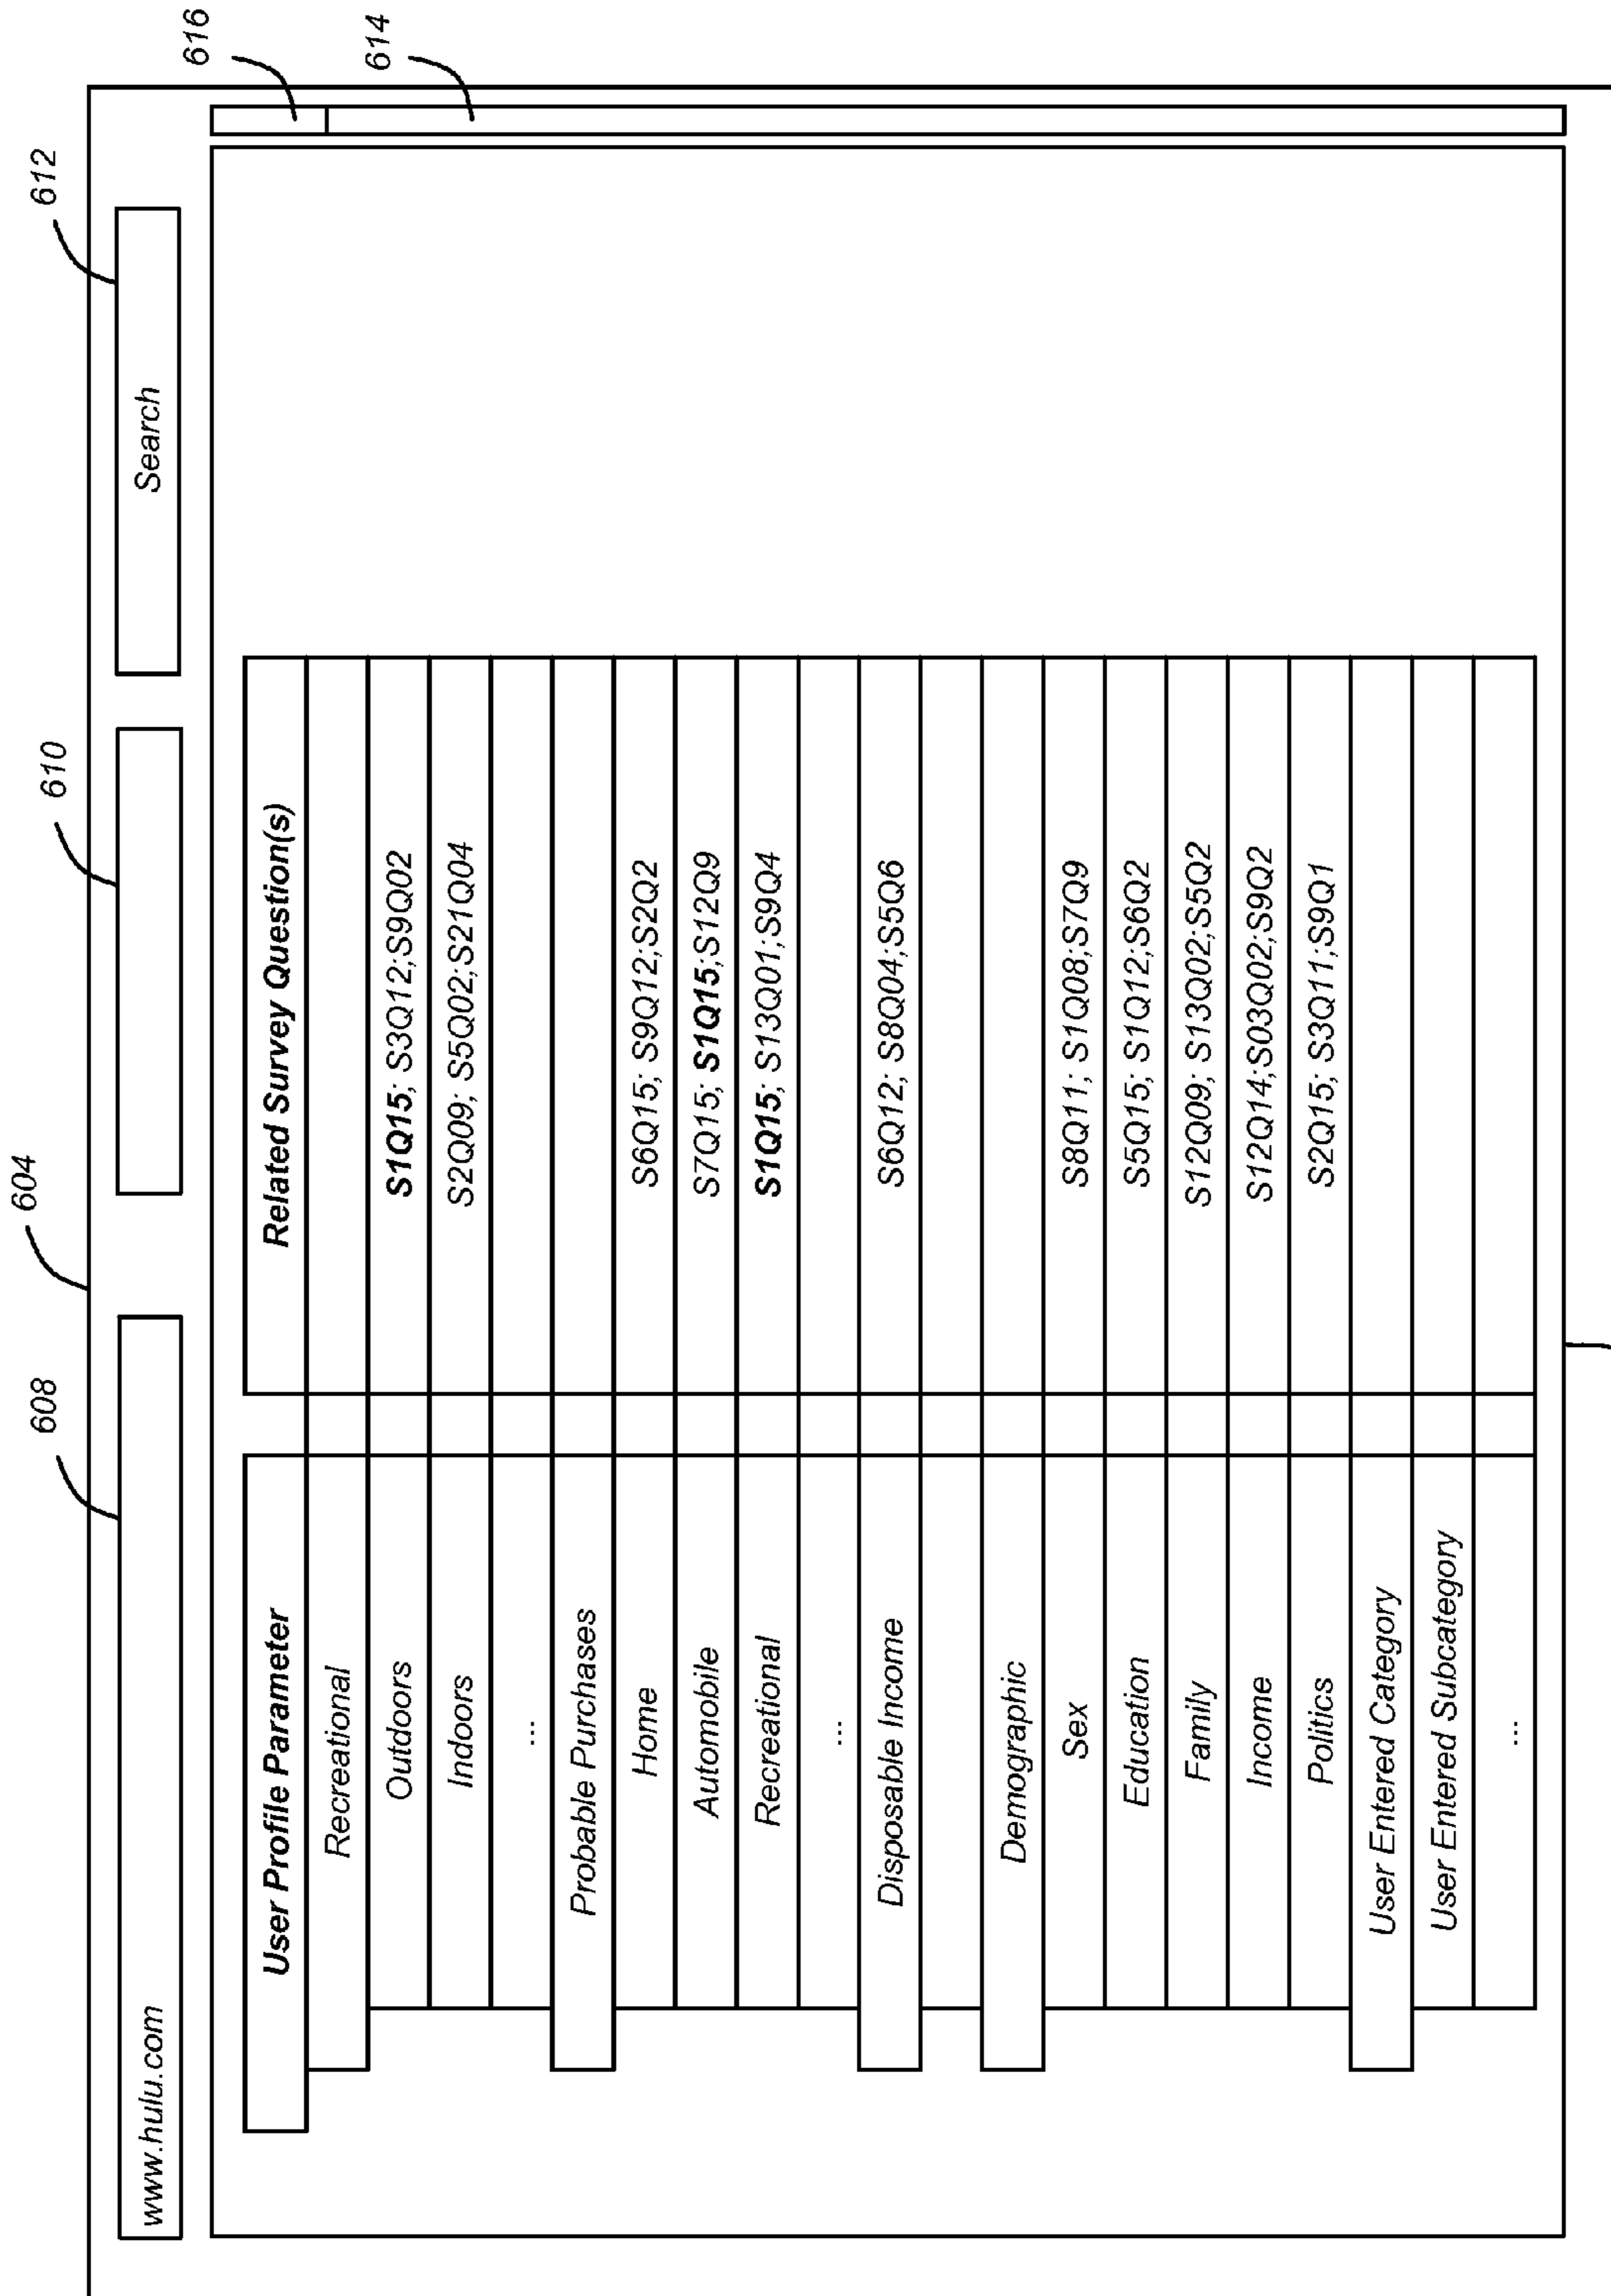 604
608
610
612
616
614
www.hulu.com
Search
User Profile Parameter
Related Survey Question(s)
Recreational
Outdoors
S1Q15; S3Q12;S9Q02
Indoors
S2Q09; S5Q02;S21Q04
...
Probable Purchases
Home
S6Q15; S9Q12;S2Q2
Automobile
S7Q15; S1Q15;S12Q9
Recreational
S1Q15; S13Q01;S9Q4
...
Disposable Income
S6Q12; S8Q04;S5Q6
Demographic
Sex
S8Q11; S1Q08;S7Q9
Education
S5Q15; S1Q12;S6Q2
Family
S12Q09; S13Q02;S5Q2
Income
S12Q14;S03Q02;S9Q2
Politics
S2Q15; S3Q11;S9Q1
User Entered Category
User Entered Subcategory
...